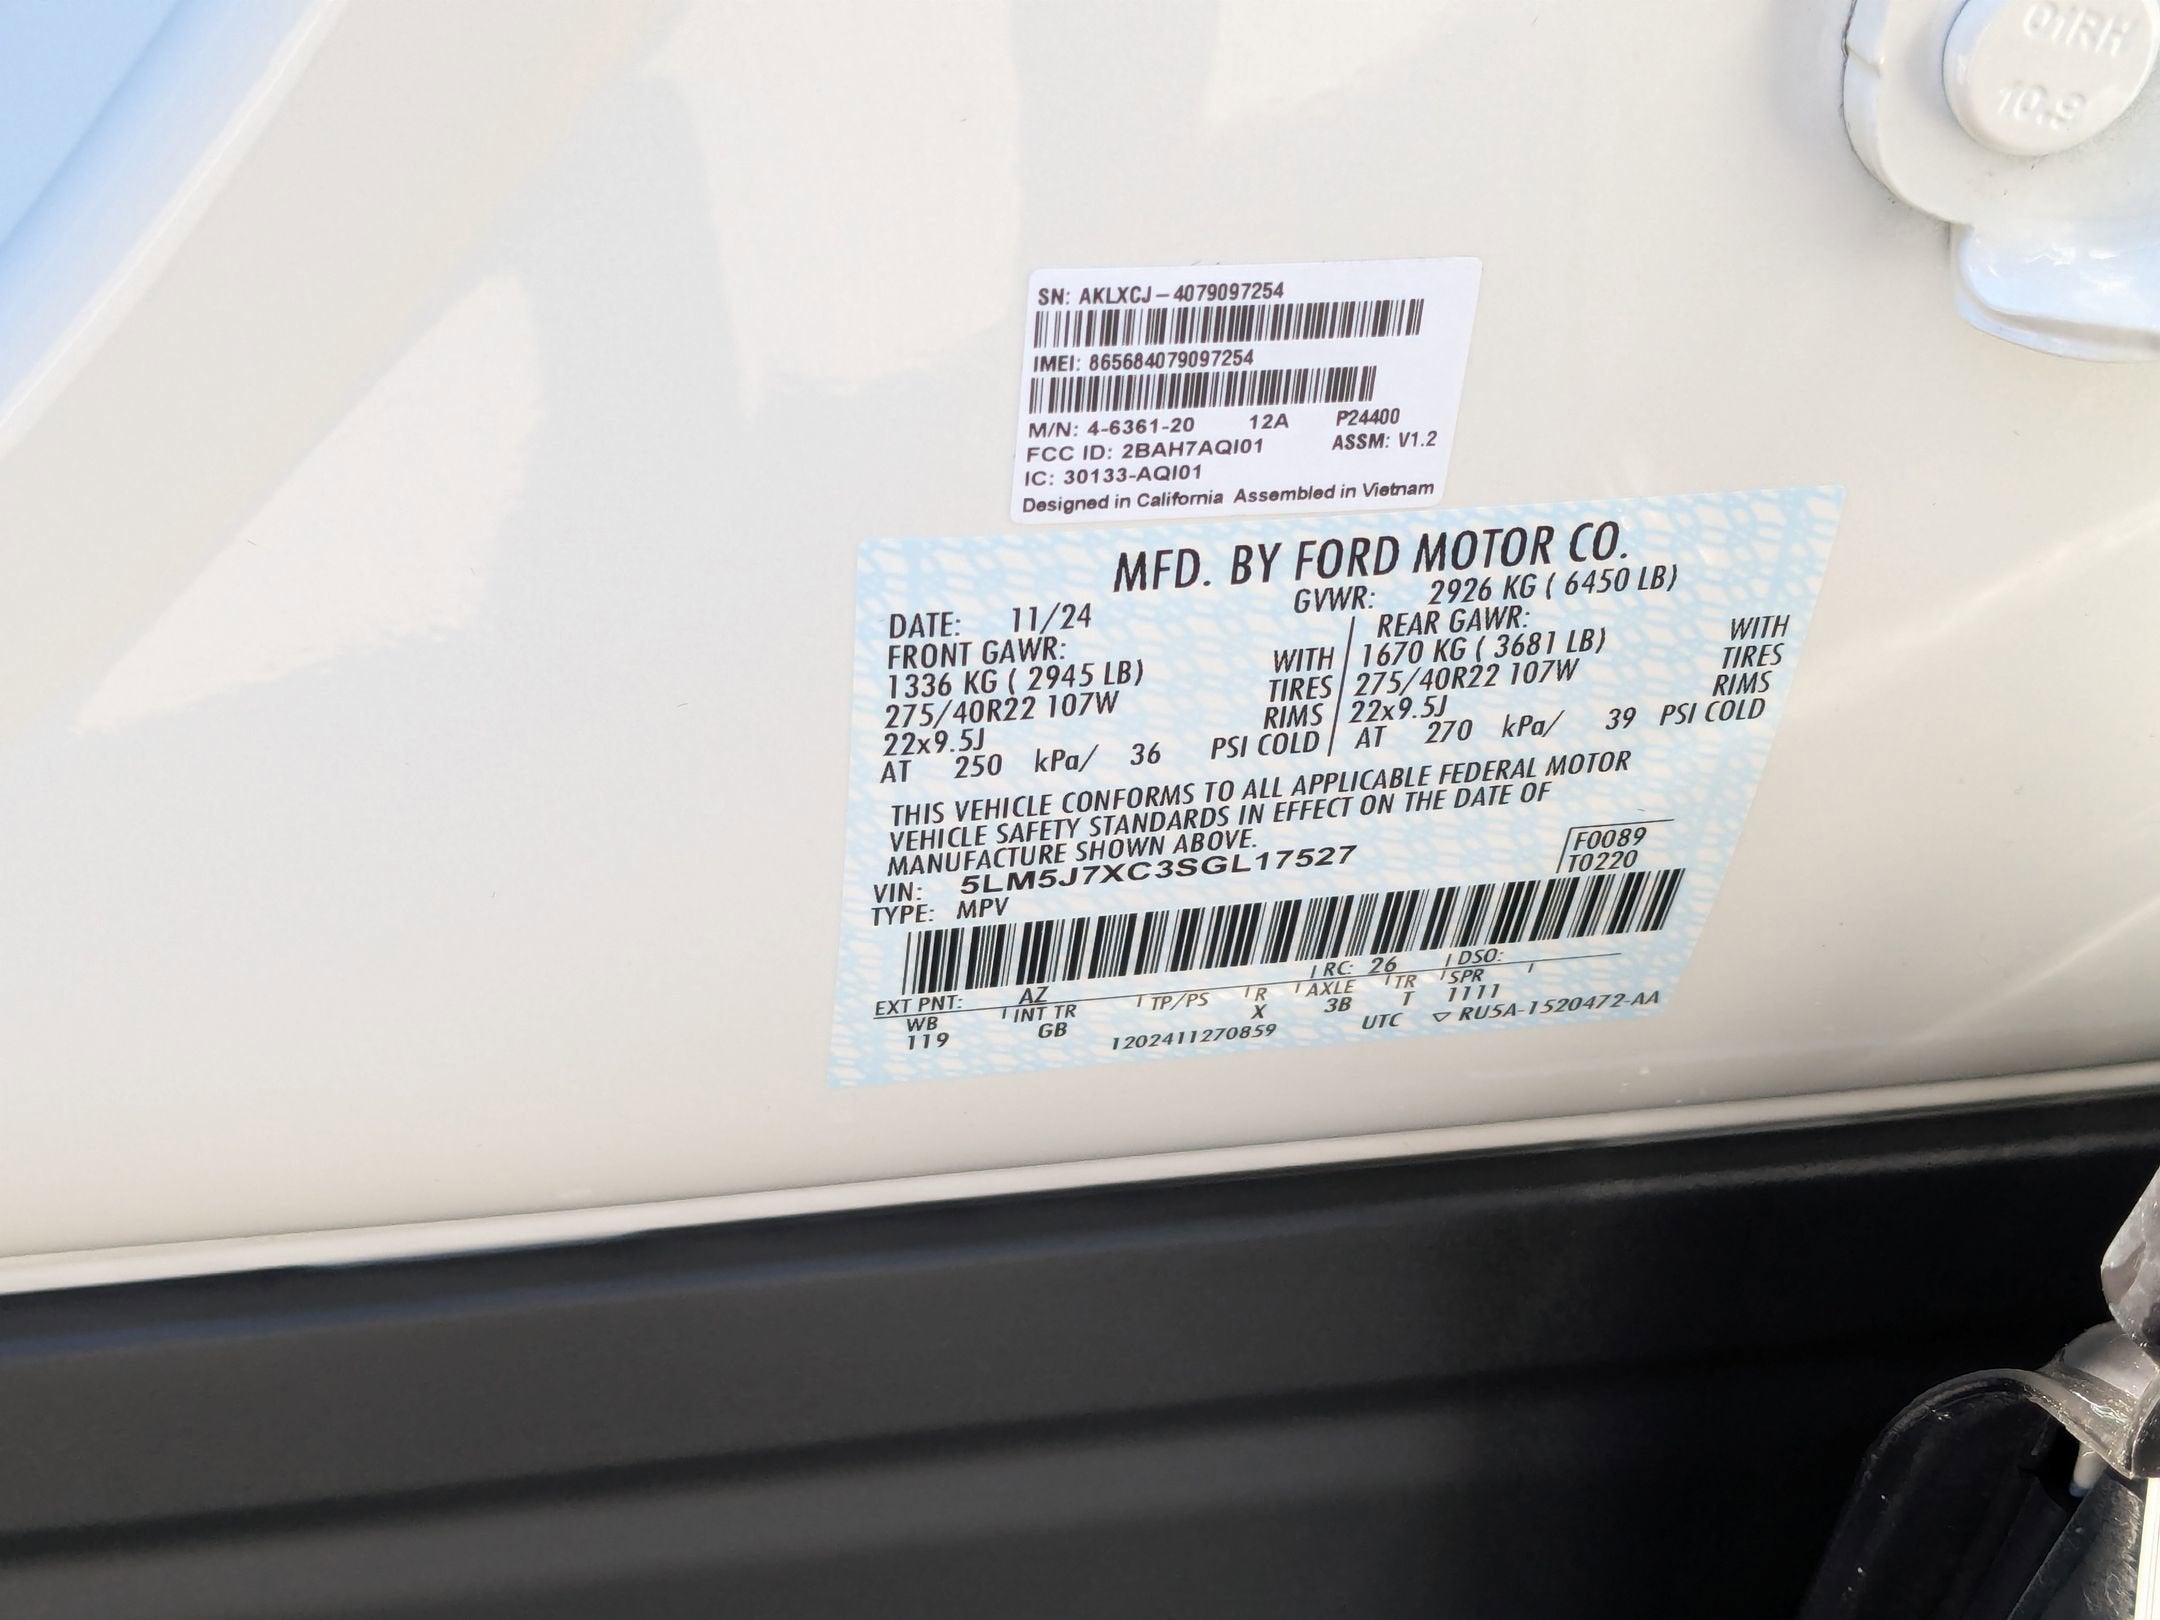 01RH
10.9
SN: AKLXCJ-4079097254
IMEI: 865684079097254
M/N: 4-6361-20 12A P24400
FCC ID: 2BAH7AQI01 ASSM: V1.2
IC: 30133-AQI01
Designed in California Assembled in Vietnam
MFD. BY FORD MOTOR CO.
DATE: 11/24 GVWR: 2926 KG ( 6450 LB)
FRONT GAWR: REAR GAWR:
1336 KG ( 2945 LB) WITH 1670 KG ( 3681 LB) WITH
275/40R22 107W TIRES 275/40R22 107W TIRES
22x9.5J RIMS 22x9.5J RIMS
AT 250 kPa/ 36 PSI COLD AT 270 kPa/ 39 PSI COLD
THIS VEHICLE CONFORMS TO ALL APPLICABLE FEDERAL MOTOR
VEHICLE SAFETY STANDARDS IN EFFECT ON THE DATE OF
MANUFACTURE SHOWN ABOVE.
VIN: 5LM5J7XC3SGL17527 F0089
TYPE: MPV T0220
EXT PNT: AZ RC: 26 DSO:
WB INT TR TP/PS R AXLE TR SPR
119 GB X 3B T 1111
1202411270859 UTC ▽ RU5A-1520472-AA